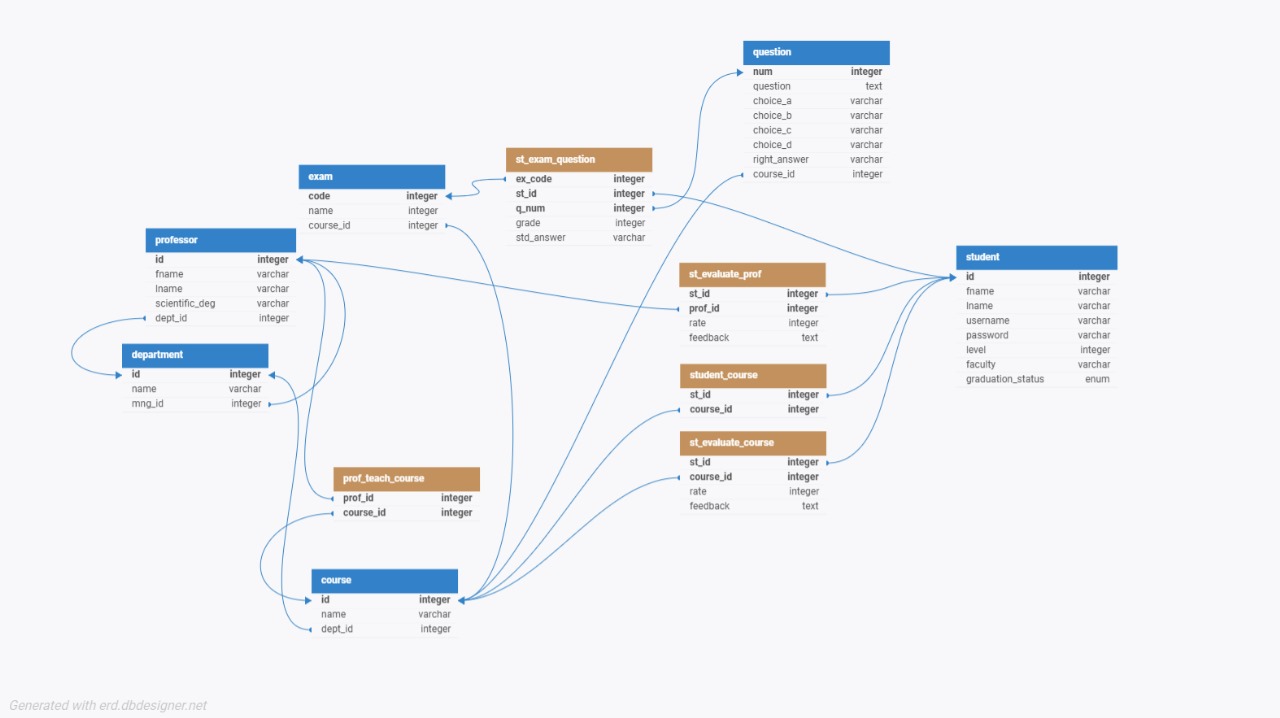 question
num integer
question text
choice_a varchar
choice_b varchar
choice_c varchar
choice_d varchar
right_answer varchar
course_id integer
st_exam_question
ex_code integer
st_id integer
q_num integer
grade integer
std_answer varchar
exam
code integer
name integer
course_id integer
professor
id integer
fname varchar
lname varchar
scientific_deg varchar
dept_id integer
department
id integer
name varchar
mng_id integer
st_evaluate_prof
st_id integer
prof_id integer
rate integer
feedback text
student
id integer
fname varchar
lname varchar
username varchar
password varchar
level integer
faculty varchar
graduation_status enum
student_course
st_id integer
course_id integer
st_evaluate_course
st_id integer
course_id integer
rate integer
feedback text
prof_teach_course
prof_id integer
course_id integer
course
id integer
name varchar
dept_id integer
Generated with erd.dbdesigner.net